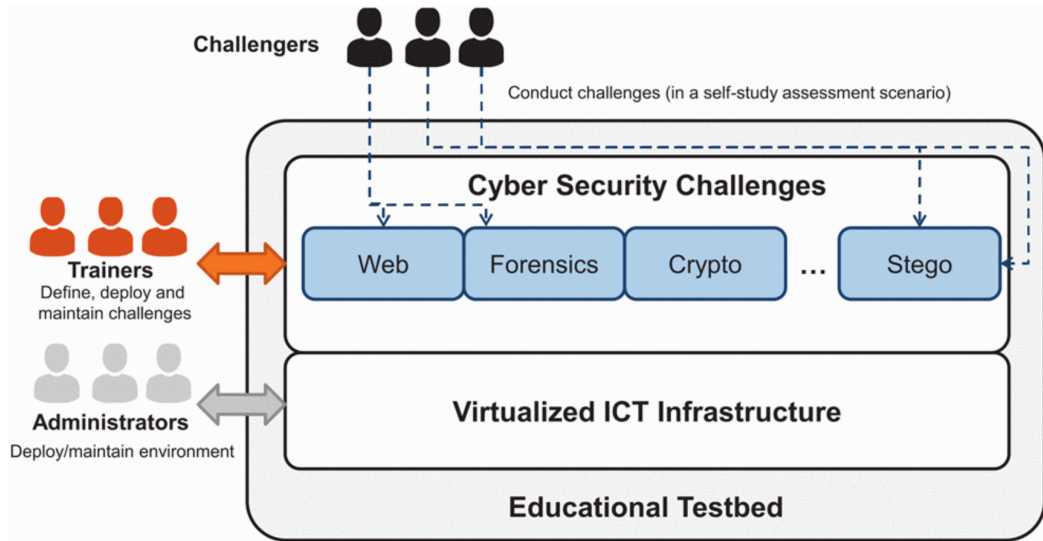 Challengers
Conduct challenges (in a self-study assessment scenario)
Cyber Security Challenges
Web
Forensics
Crypto
...
Stego
Trainers
Define, deploy and
maintain challenges
Administrators
Deploy/maintain environment
Virtualized ICT Infrastructure
Educational Testbed